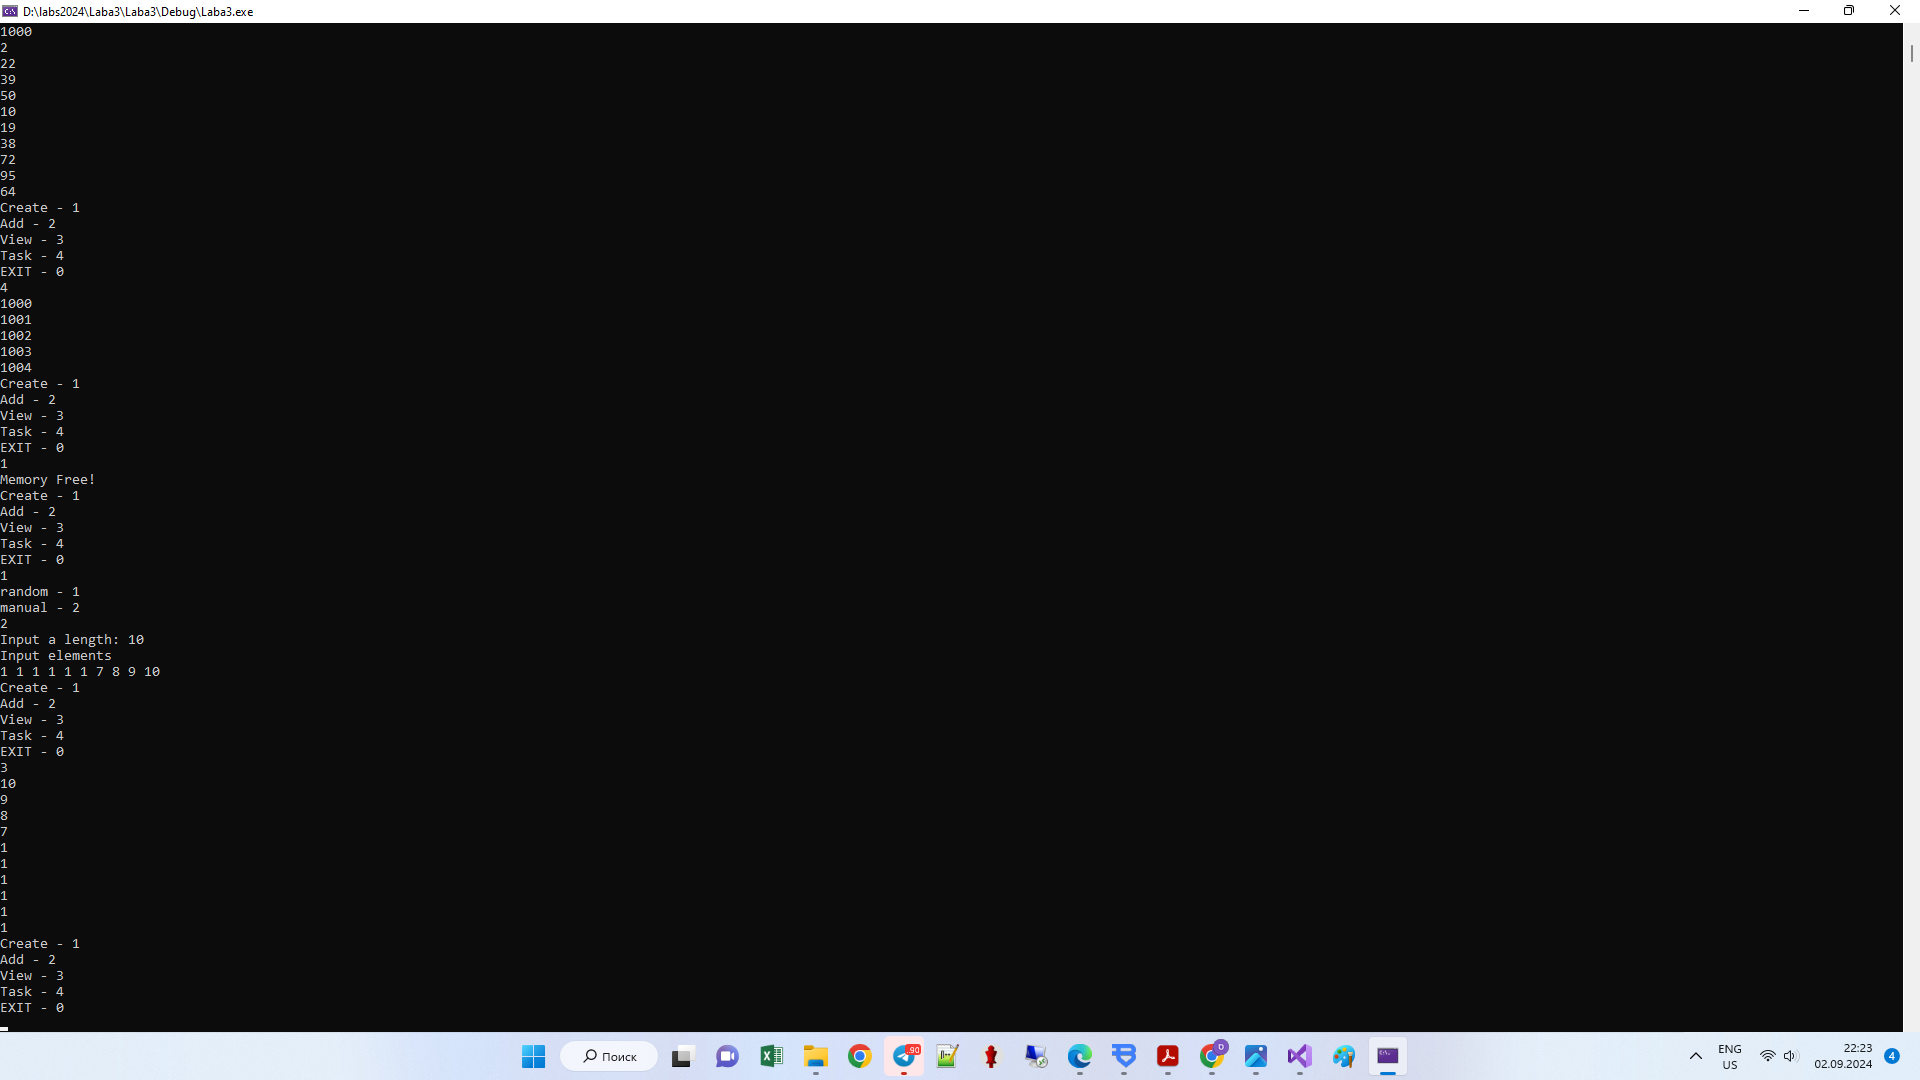 D:\labs2024\Laba3\Laba3\Debug\Laba3.exe
1000
2
22
39
50
10
19
38
72
95
64
Create - 1
Add - 2
View - 3
Task - 4
EXIT - 0
4
1000
1001
1002
1003
1004
Create - 1
Add - 2
View - 3
Task - 4
EXIT - 0
1
Memory Free!
Create - 1
Add - 2
View - 3
Task - 4
EXIT - 0
1
random - 1
manual - 2
2
Input a length: 10
Input elements
1 1 1 1 1 1 7 8 9 10
Create - 1
Add - 2
View - 3
Task - 4
EXIT - 0
3
10
9
8
7
1
1
1
1
1
1
Create - 1
Add - 2
View - 3
Task - 4
EXIT - 0
Поиск
90
D
ENG
US
22:23
02.09.2024
4